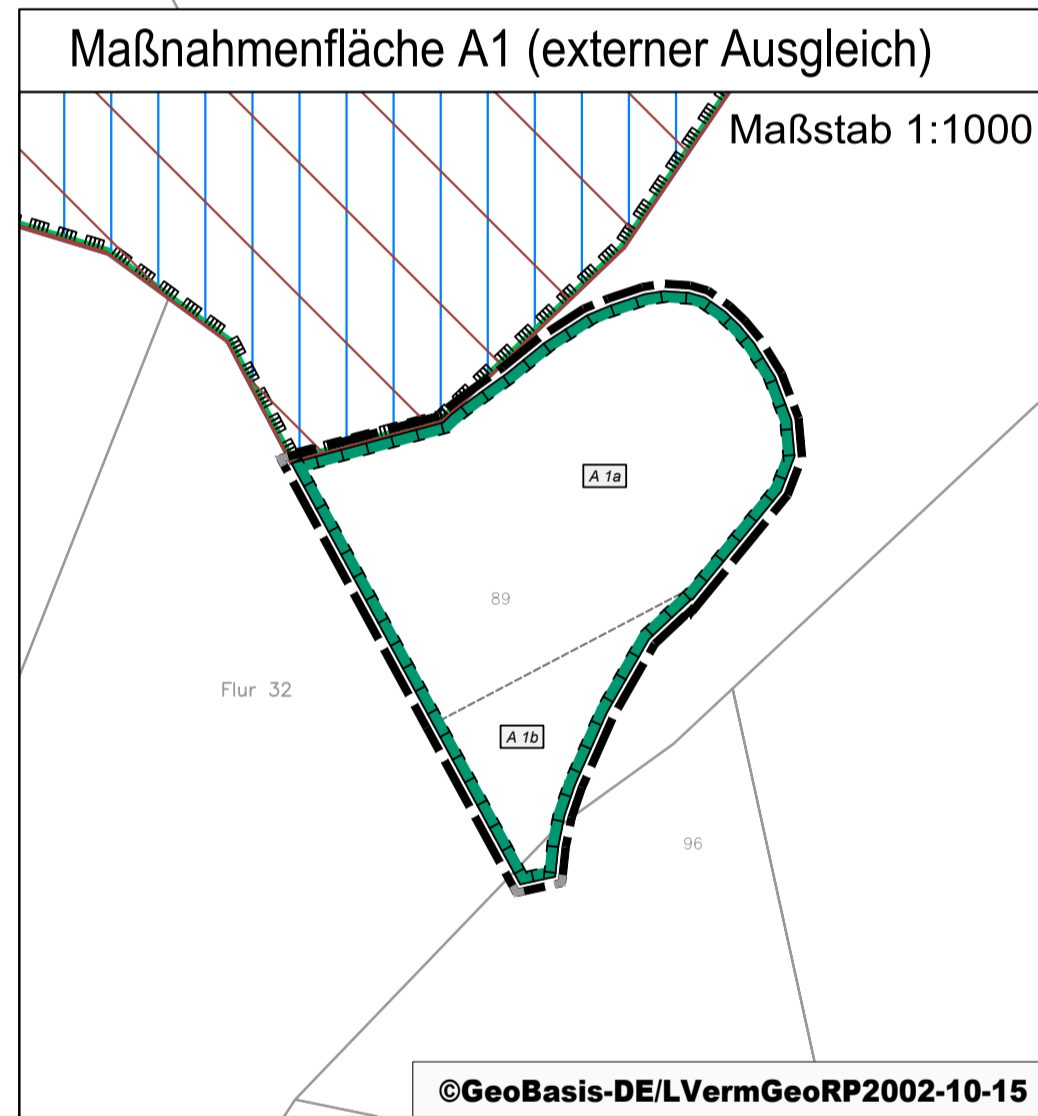 Maßnahmenfläche A1 (externer Ausgleich)
Maßstab 1:1000
A 1a
89
Flur 32
A 1b
96
©GeoBasis-DE/LVermGeoRP2002-10-15